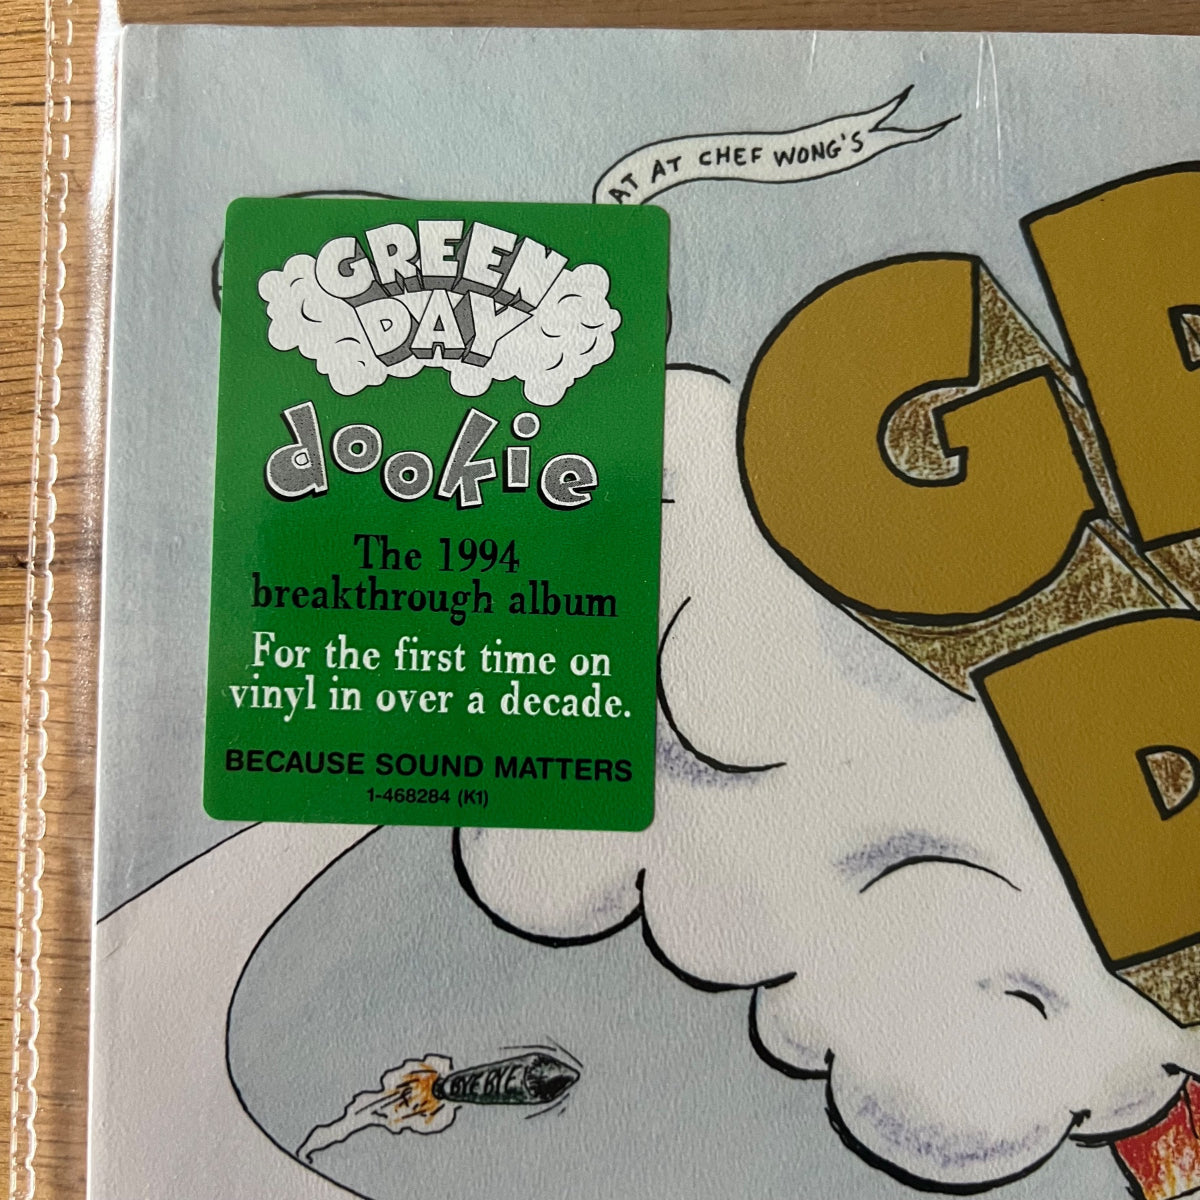 AT AT CHEF WONG'S
GREEN
DAY
dookie
The 1994
breakthrough album
For the first time on
vinyl in over a decade.
BECAUSE SOUND MATTERS
1-468284 (K1)
G
BYE BYE